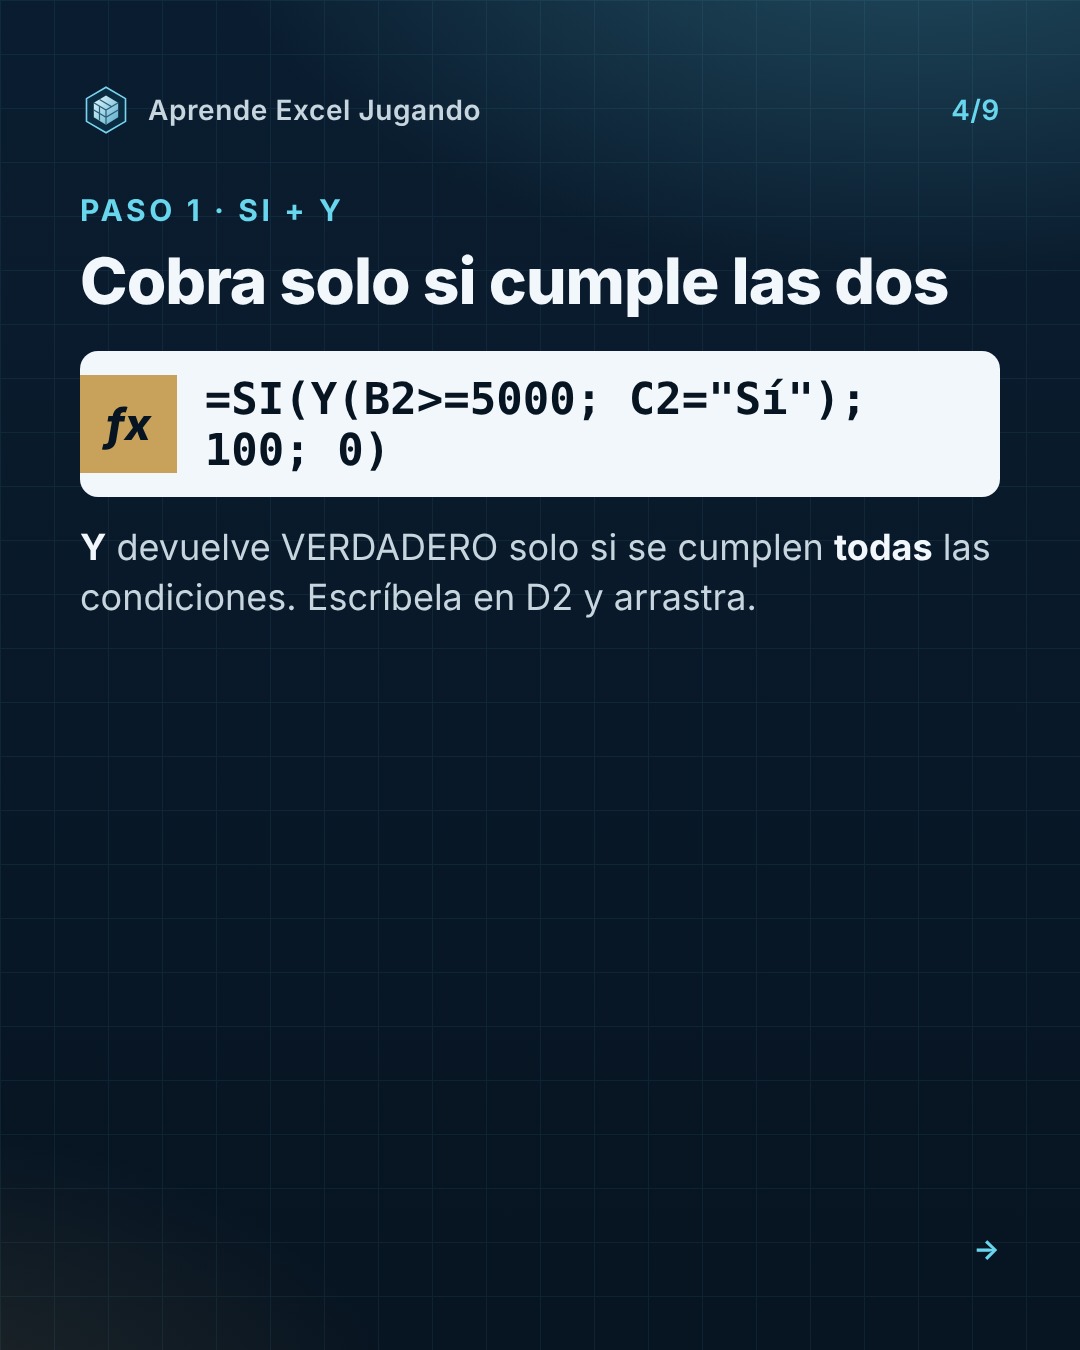 Aprende Excel Jugando
4/9
PASO 1 · SI + Y
Cobra solo si cumple las dos
fx
=SI(Y(B2>=5000; C2="Sí");
100; 0)
Y devuelve VERDADERO solo si se cumplen todas las
condiciones. Escríbela en D2 y arrastra.
→